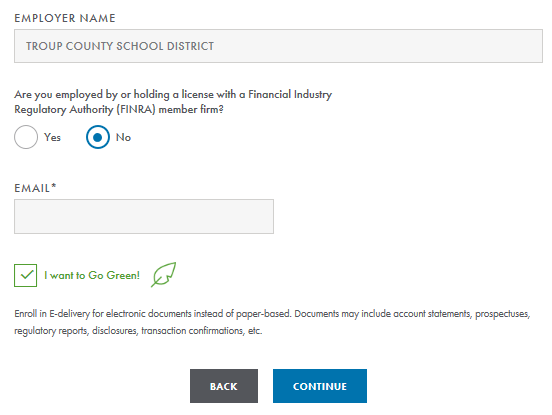 EMPLOYER NAME
TROUP COUNTY SCHOOL DISTRICT
Are you employed by or holding a license with a Financial Industry
Regulatory Authority (FINRA) member firm?
Yes No
EMAIL*
I want to Go Green!
Enroll in E-delivery for electronic documents instead of paper-based. Documents may include account statements, prospectuses,
regulatory reports, disclosures, transaction confirmations, etc.
BACK CONTINUE